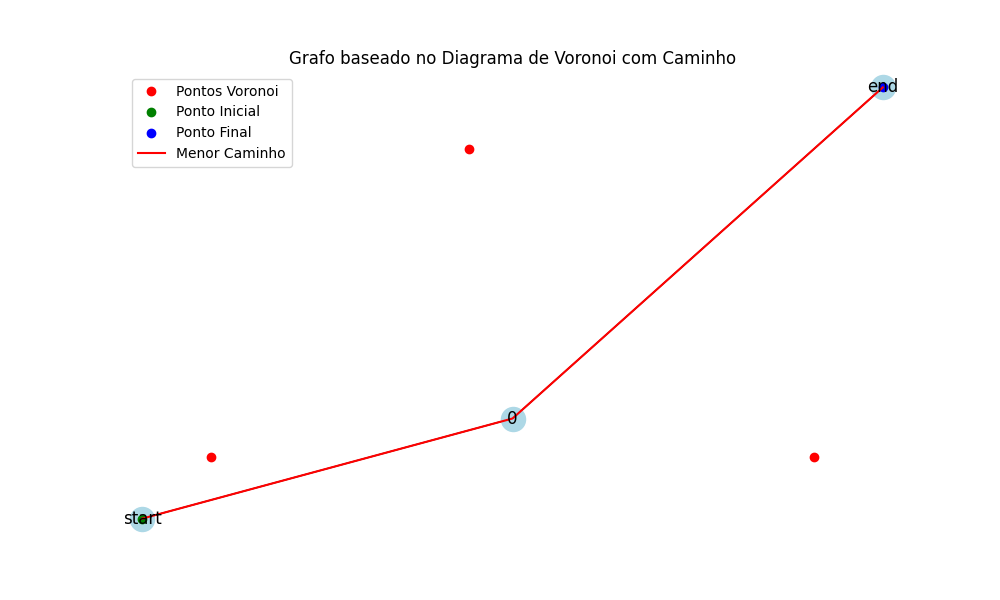 Grafo baseado no Diagrama de Voronoi com Caminho
Pontos Voronoi
Ponto Inicial
Ponto Final
Menor Caminho
end
0
start